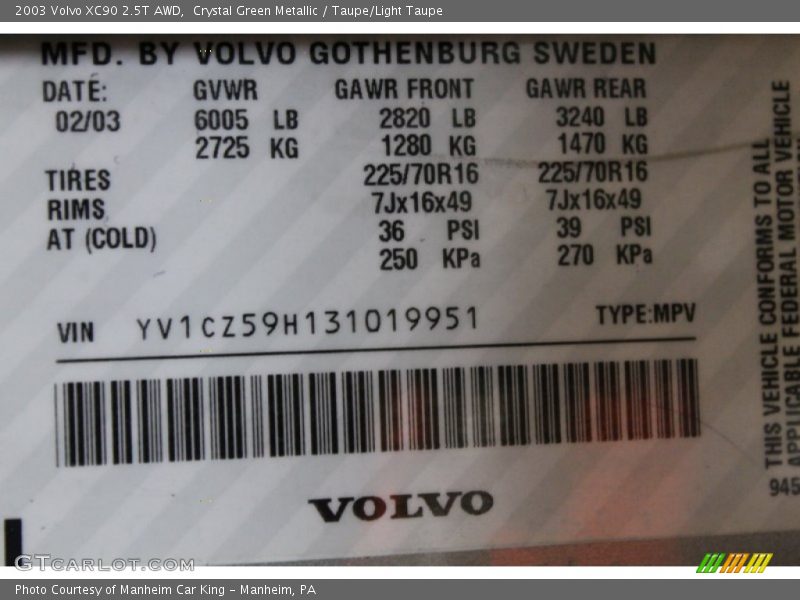 2003 Volvo XC90 2.5T AWD, Crystal Green Metallic / Taupe/Light Taupe
MFD. BY VOLVO GOTHENBURG SWEDEN
DATE: GVWR GAWR FRONT GAWR REAR
02/03 6005 LB 2820 LB 3240 LB
2725 KG 1280 KG 1470 KG
TIRES 225/70R16 225/70R16
RIMS 7Jx16x49 7Jx16x49
AT (COLD) 36 PSI 39 PSI
250 KPa 270 KPa
VIN YV1CZ59H131019951 TYPE:MPV
VOLVO
THIS VEHICLE CONFORMS TO ALL
APPLICABLE FEDERAL MOTOR VEHICLE
945
GTcarlot.com
Photo Courtesy of Manheim Car King - Manheim, PA